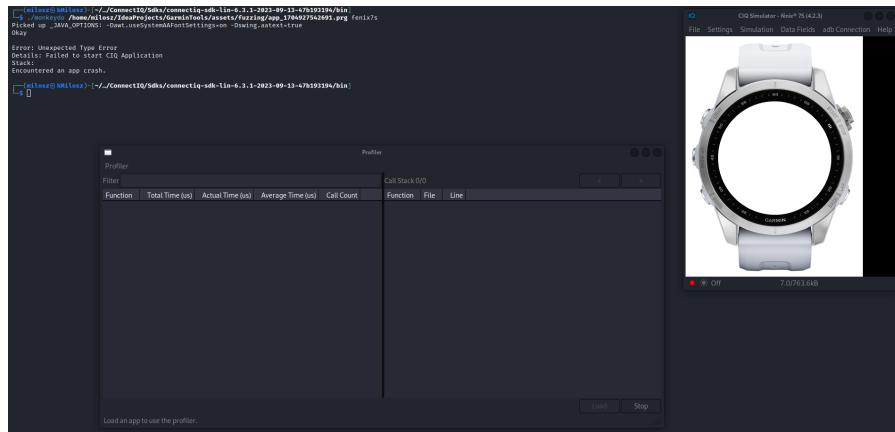 ┌──(milosz㉿kMilosz)-[~/…/ConnectIQ/Sdks/connectiq-sdk-lin-6.3.1-2023-09-13-47b193194/bin]
└─$ ./monkeydo /home/milosz/IdeaProjects/GarminTools/assets/fuzzing/app_1704927542691.prg fenix7s
Picked up _JAVA_OPTIONS: -Dawt.useSystemAAFontSettings=on -Dswing.aatext=true
Okay
Error: Unexpected Type Error
Details: Failed to start CIQ Application
Stack:
Encountered an app crash.
┌──(milosz㉿kMilosz)-[~/…/ConnectIQ/Sdks/connectiq-sdk-lin-6.3.1-2023-09-13-47b193194/bin]
└─$
Profiler
Profiler
Filter
Function Total Time (us) Actual Time (us) Average Time (us) Call Count
Call Stack 0/0
< >
Function File Line
Load Stop
Load an app to use the profiler.
IQ CIQ Simulator - fēnix® 7S (4.2.3)
File Settings Simulation Data Fields adb Connection Help
GARMIN
Off 7.0/763.6kB